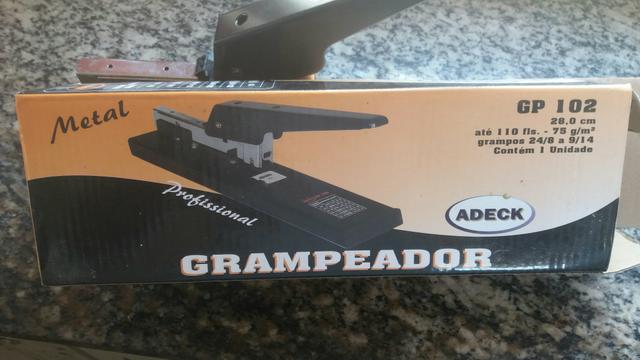 Metal
GP 102
28,0 cm
até 110 fls. - 75 g/m²
grampos 24/8 a 9/14
Contém 1 Unidade
Profissional
ADECK
GRAMPEADOR